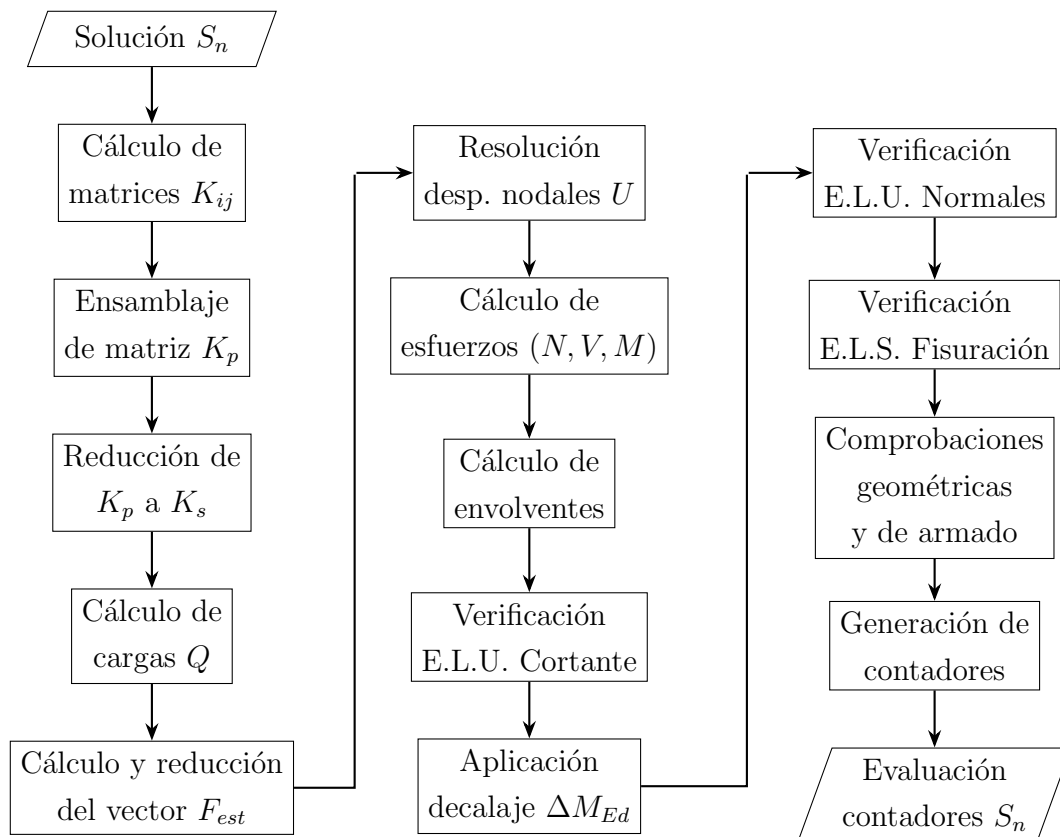 Solución $S_n$
Cálculo de
matrices $K_{ij}$
Ensamblaje
de matriz $K_p$
Reducción de
$K_p$ a $K_s$
Cálculo de
cargas $Q$
Cálculo y reducción
del vector $F_{est}$
Resolución
desp. nodales $U$
Cálculo de
esfuerzos $(N, V, M)$
Cálculo de
envolventes
Verificación
E.L.U. Cortante
Aplicación
decalaje $\Delta M_{Ed}$
Verificación
E.L.U. Normales
Verificación
E.L.S. Fisuración
Comprobaciones
geométricas
y de armado
Generación de
contadores
Evaluación
contadores $S_n$